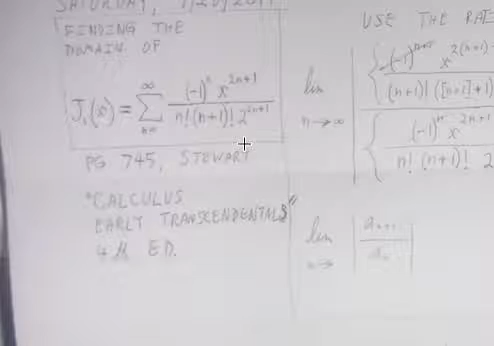 SATURDAY,
FINDING THE
DOMAIN OF
J₁(x) = ∑ (-1)ⁿ x²ⁿ⁺¹ / n! (n+1)! 2²ⁿ⁺¹
n=0 ∞
PG 745, STEWART
"CALCULUS
EARLY TRANSCENDENTALS"
4th ED.
USE THE
lim n→∞
(-1)ⁿ⁺¹ x²⁽ⁿ⁺¹⁾
(n+1)! ([n+1]+1)
(-1)ⁿ x²ⁿ⁺¹
n! (n+1)! 2
lim n→ | aₙ₊₁ / aₙ |